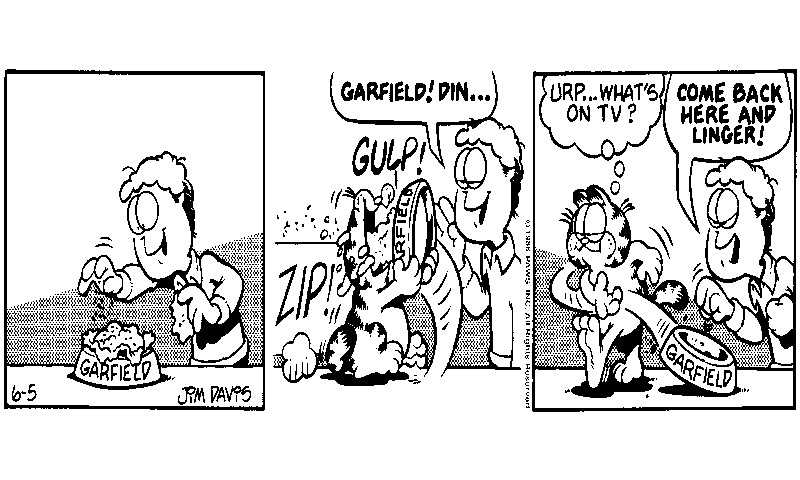 GARFIELD
6-5
JIM DAVIS
GARFIELD! DIN...
GULP!
GARFIELD
ZIP!
URP...WHAT'S
ON TV?
COME BACK
HERE AND
LINGER!
GARFIELD